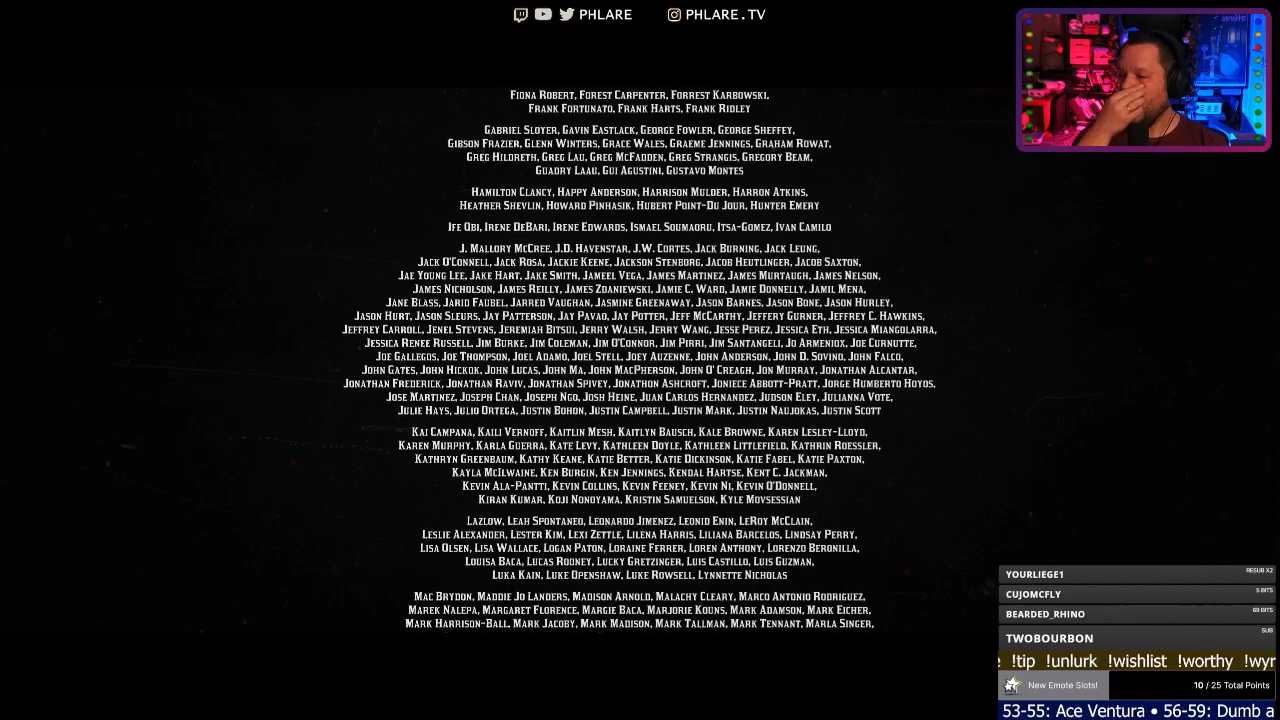 PHLARE PHLARE.TV
Fiona Robert, Forest Carpenter, Forrest Karbowski,
Frank Fortunato, Frank Harts, Frank Ridley
Gabriel Sloyer, Gavin Eastlack, George Fowler, George Sheffey,
Gibson Frazier, Glenn Winters, Grace Wales, Graeme Jennings, Graham Rowat,
Greg Hildreth, Greg Lau, Greg McFadden, Greg Strangis, Gregory Beam,
Guadry Laau, Gui Agustini, Gustavo Montes
Hamilton Clancy, Happy Anderson, Harrison Mulder, Harron Atkins,
Heather Shevlin, Howard Pinhasik, Hubert Point-Du Jour, Hunter Emery
Ife Obi, Irene DeBari, Irene Edwards, Ismael Soumaoru, Itsa-Gomez, Ivan Camilo
J. Mallory McCree, J.D. Havenstar, J.W. Cortes, Jack Burning, Jack Leung,
Jack O'Connell, Jack Rosa, Jackie Keene, Jackson Stenborg, Jacob Heutlinger, Jacob Saxton,
Jae Young Lee, Jake Hart, Jake Smith, Jameel Vega, James Martinez, James Murtaugh, James Nelson,
James Nicholson, James Reilly, James Zdaniewski, Jamie C. Ward, Jamie Donnelly, Jamil Mena,
Jane Blass, Jarid Faubel, Jarred Vaughan, Jasmine Greenaway, Jason Barnes, Jason Bone, Jason Hurley,
Jason Hurt, Jason Sleurs, Jay Patterson, Jay Pavao, Jay Potter, Jeff McCarthy, Jeffery Gurner, Jeffrey C. Hawkins,
Jeffrey Carroll, Jenel Stevens, Jeremiah Bitsui, Jerry Walsh, Jerry Wang, Jesse Perez, Jessica Eth, Jessica Miangolarra,
Jessica Renee Russell, Jim Burke, Jim Coleman, Jim O'Connor, Jim Pirri, Jim Santangeli, Jo Armeniox, Joe Curnutte,
Joe Gallegos, Joe Thompson, Joel Adamo, Joel Stell, Joey Auzenne, John Anderson, John D. Sovino, John Falco,
John Gates, John Hickok, John Lucas, John Ma, John MacPherson, John O' Creagh, Jon Murray, Jonathan Alcantar,
Jonathan Frederick, Jonathan Raviv, Jonathan Spivey, Jonathon Ashcroft, Joniece Abbott-Pratt, Jorge Humberto Hoyos,
Jose Martinez, Joseph Chan, Joseph Ngo, Josh Heine, Juan Carlos Hernandez, Judson Eley, Julianna Vote,
Julie Hays, Julio Ortega, Justin Bohon, Justin Campbell, Justin Mark, Justin Naujokas, Justin Scott
Kai Campana, Kaili Vernoff, Kaitlin Mesh, Kaitlyn Bausch, Kale Browne, Karen Lesley-Lloyd,
Karen Murphy, Karla Guerra, Kate Levy, Kathleen Doyle, Kathleen Littlefield, Kathrin Roessler,
Kathryn Greenbaum, Kathy Keane, Katie Better, Katie Dickinson, Katie Fabel, Katie Paxton,
Kayla McIlwaine, Ken Burgin, Ken Jennings, Kendal Hartse, Kent C. Jackman,
Kevin Ala-Pantti, Kevin Collins, Kevin Feeney, Kevin Ni, Kevin O'Donnell,
Kiran Kumar, Koji Nonoyama, Kristin Samuelson, Kyle Movsessian
Lazlow, Leah Spontaneo, Leonardo Jimenez, Leonid Enin, LeRoy McClain,
Leslie Alexander, Lester Kim, Lexi Zettle, Lilena Harris, Liliana Barcelos, Lindsay Perry,
Lisa Olsen, Lisa Wallace, Logan Paton, Loraine Ferrer, Loren Anthony, Lorenzo Beronilla,
Louisa Baca, Lucas Rooney, Lucky Gretzinger, Luis Castillo, Luis Guzman,
Luka Kain, Luke Openshaw, Luke Rowsell, Lynnette Nicholas
Mac Brydon, Maddie Jo Landers, Madison Arnold, Malachy Cleary, Marco Antonio Rodriguez,
Marek Nalepa, Margaret Florence, Margie Baca, Marjorie Kouns, Mark Adamson, Mark Eicher,
Mark Harrison-Ball, Mark Jacoby, Mark Madison, Mark Tallman, Mark Tennant, Marla Singer,
YOURLIEGE1 RESUB X2
CUJOMCFLY 5 BITS
BEARDED_RHINO 69 BITS
TWOBOURBON SUB
!tip !unlurk !wishlist !worthy !wyr
New Emote Slots! 10 / 25 Total Points
53-55: Ace Ventura • 56-59: Dumb a